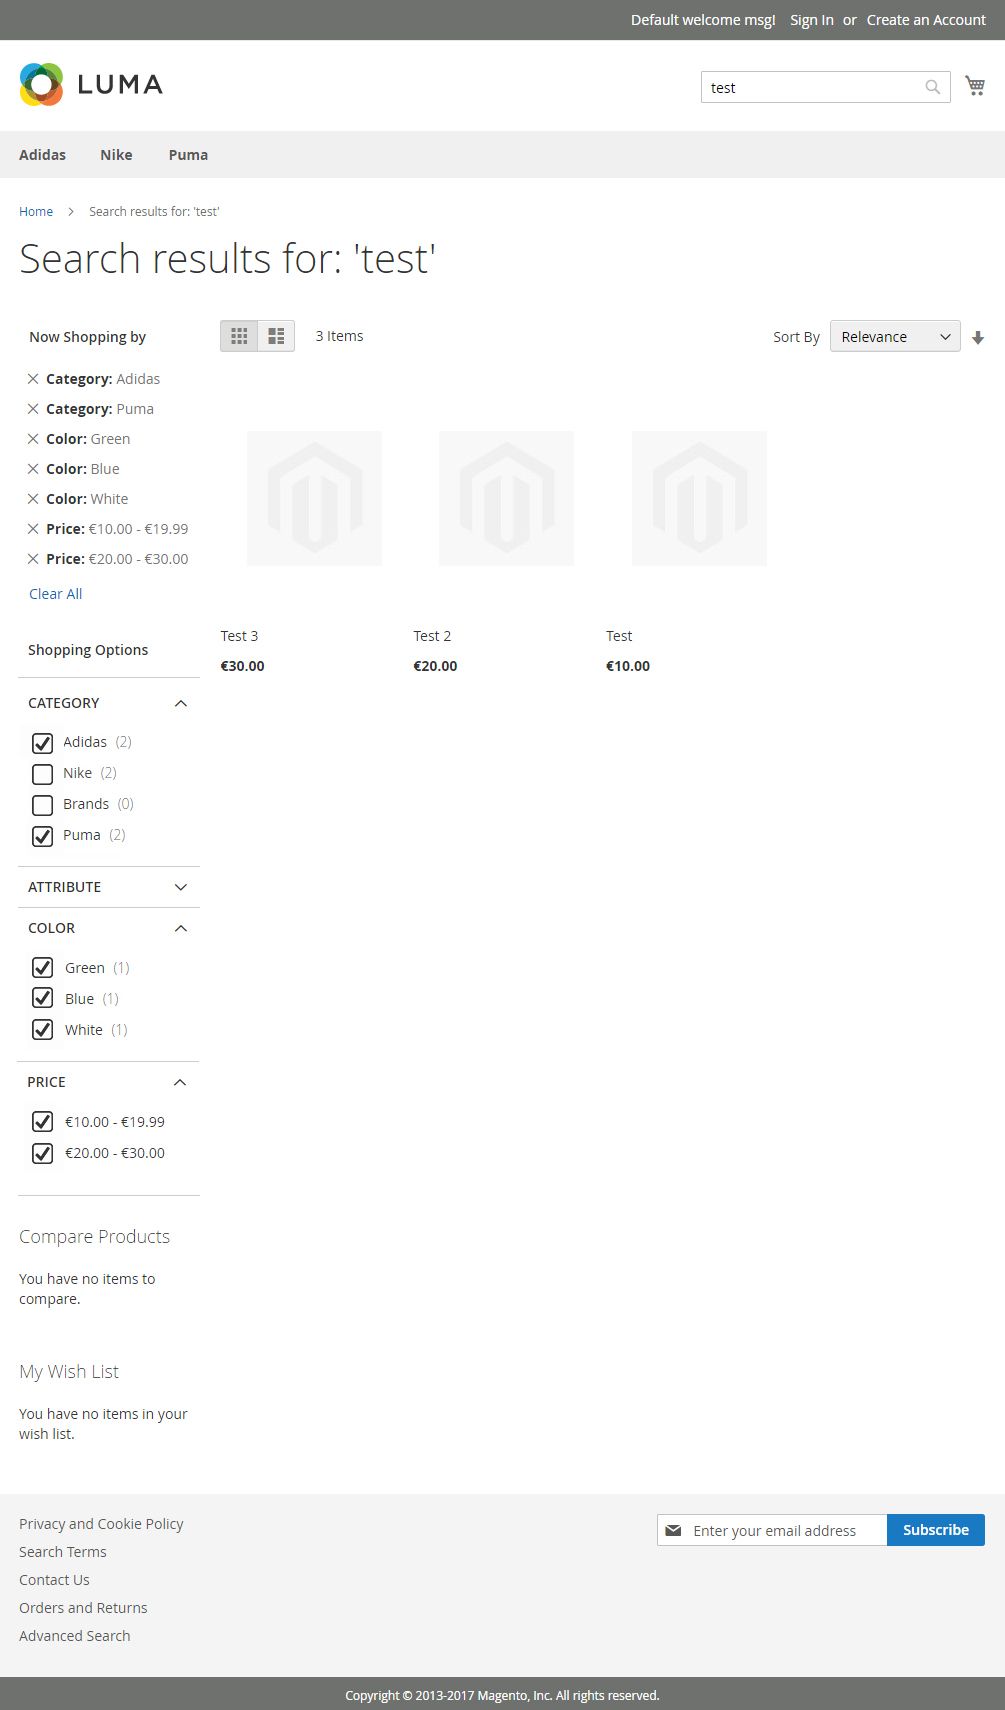 Default welcome msg! Sign In or Create an Account
LUMA
test
Adidas Nike Puma
Home Search results for: 'test'
Search results for: 'test'
Now Shopping by
3 Items
Sort By Relevance
Category: Adidas
Category: Puma
Color: Green
Color: Blue
Color: White
Price: €10.00 - €19.99
Price: €20.00 - €30.00
Clear All
Test 3
€30.00
Test 2
€20.00
Test
€10.00
Shopping Options
CATEGORY
Adidas (2)
Nike (2)
Brands (0)
Puma (2)
ATTRIBUTE
COLOR
Green (1)
Blue (1)
White (1)
PRICE
€10.00 - €19.99
€20.00 - €30.00
Compare Products
You have no items to
compare.
My Wish List
You have no items in your
wish list.
Privacy and Cookie Policy
Search Terms
Contact Us
Orders and Returns
Advanced Search
Enter your email address Subscribe
Copyright © 2013-2017 Magento, Inc. All rights reserved.